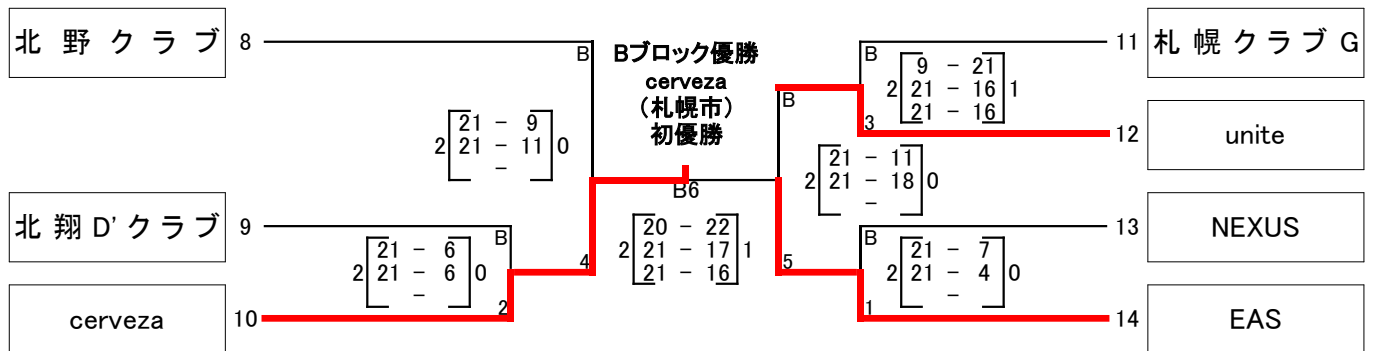 北野クラブ 8
B
Bブロック優勝
cerveza
(札幌市)
初優勝
B
11 札幌クラブG
9 - 21
2 21 - 16 1
21 - 16
B
3
12 unite
21 - 9
2 21 - 11 0
-
21 - 11
2 21 - 18 0
-
B6
北翔D'クラブ 9
B
20 - 22
2 21 - 17 1
21 - 16
B
13 NEXUS
21 - 6
2 21 - 6 0
-
4
5
21 - 7
2 21 - 4 0
-
cerveza 10
2
1
14 EAS